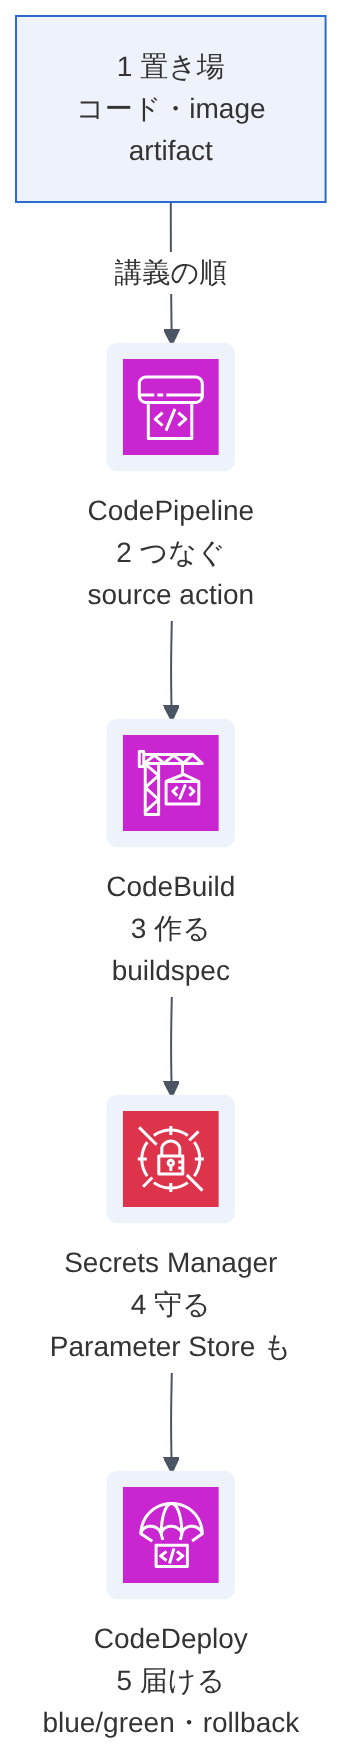 1 置き場
コード・image
artifact
講義の順
CodePipeline
2 つなぐ
source action
CodeBuild
3 作る
buildspec
Secrets Manager
4 守る
Parameter Store も
CodeDeploy
5 届ける
blue/green・rollback